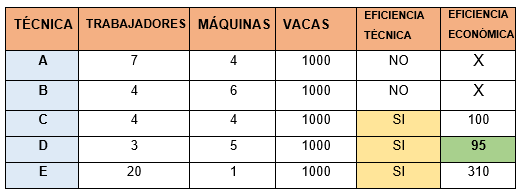 TÉCNICA TRABAJADORES MÁQUINAS VACAS EFICIENCIA TÉCNICA EFICIENCIA ECONÓMICA
A 7 4 1000 NO X
B 4 6 1000 NO X
C 4 4 1000 SI 100
D 3 5 1000 SI 95
E 20 1 1000 SI 310